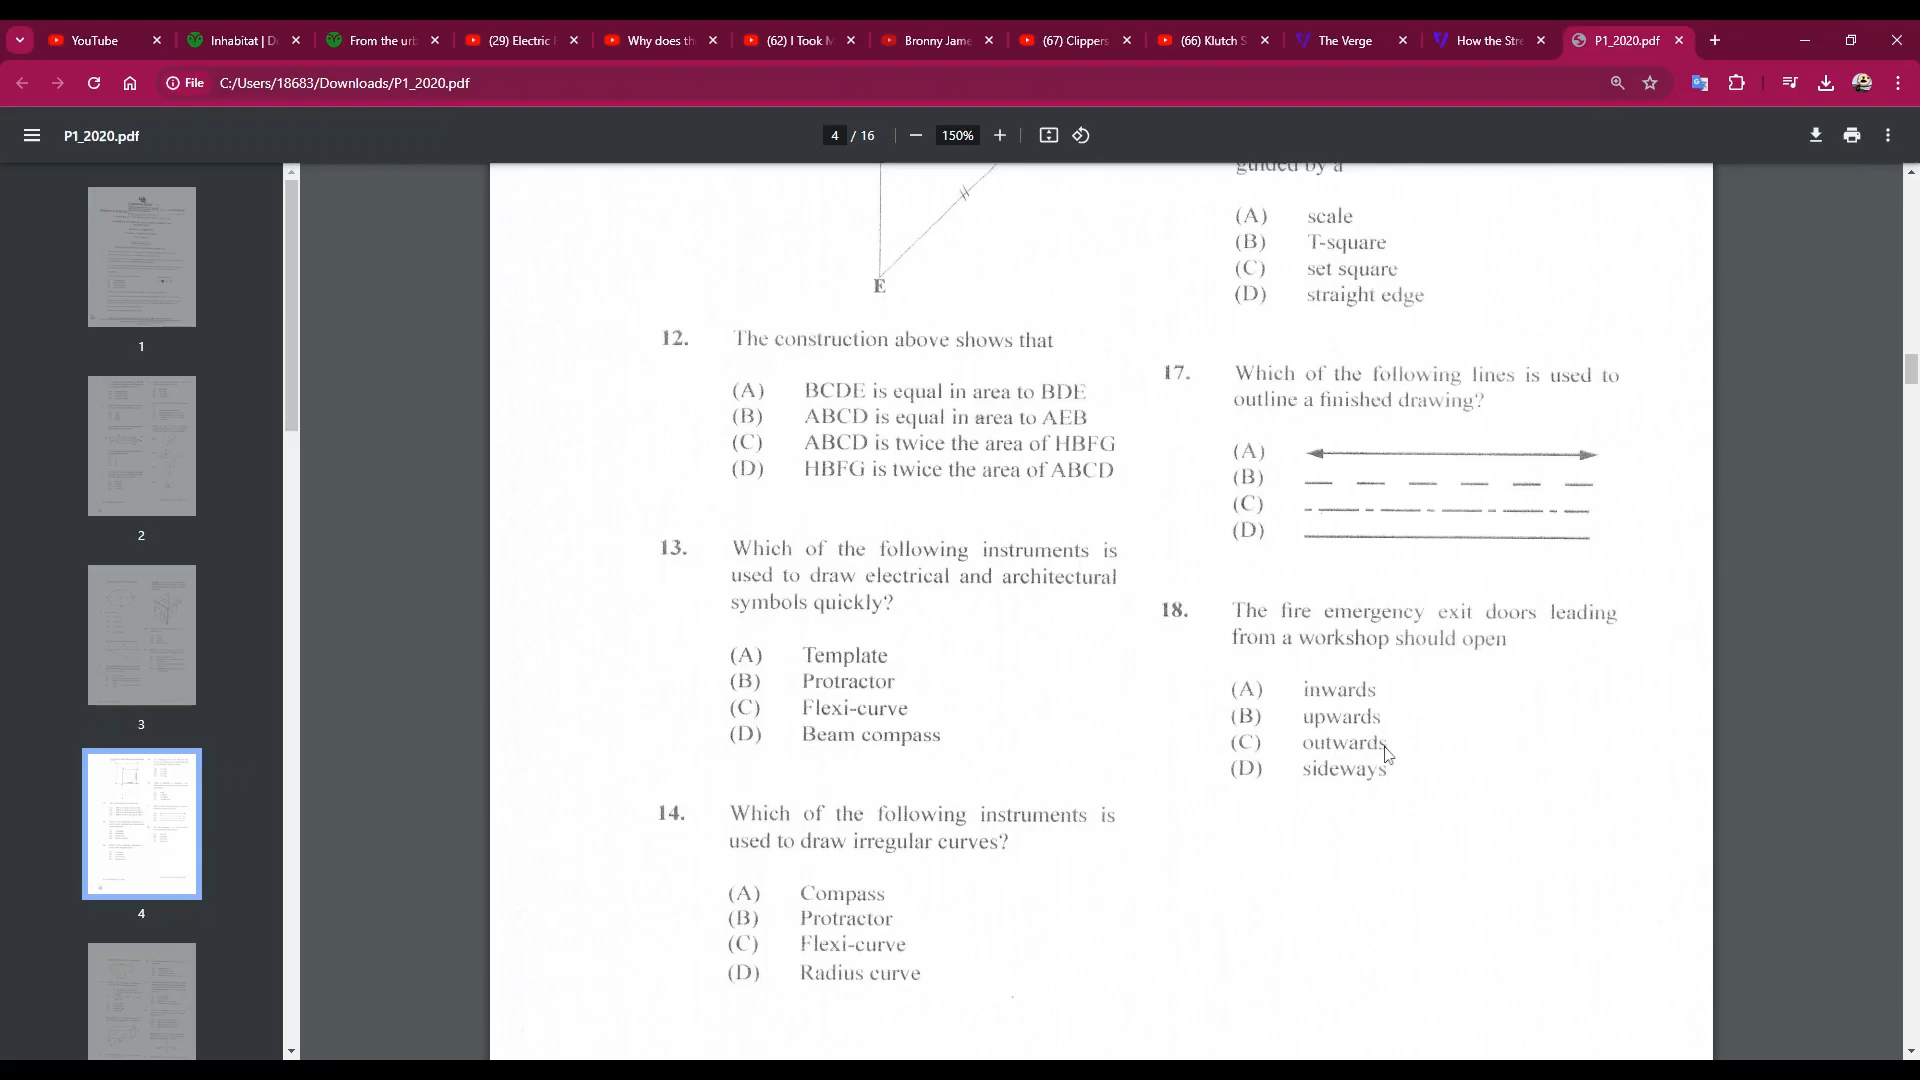 YouTube
Inhabitat | D
From the urb
(29) Electric
Why does th
(62) I Took M
Bronny Jame
(67) Clippers
(66) Klutch S
The Verge
How the Stre
P1_2020.pdf
File C:/Users/18683/Downloads/P1_2020.pdf
P1_2020.pdf
4 / 16
150%
1
2
3
4
E
12. The construction above shows that
(A) BCDE is equal in area to BDE
(B) ABCD is equal in area to AEB
(C) ABCD is twice the area of HBFG
(D) HBFG is twice the area of ABCD
13. Which of the following instruments is
used to draw electrical and architectural
symbols quickly?
(A) Template
(B) Protractor
(C) Flexi-curve
(D) Beam compass
14. Which of the following instruments is
used to draw irregular curves?
(A) Compass
(B) Protractor
(C) Flexi-curve
(D) Radius curve
guided by a
(A) scale
(B) T-square
(C) set square
(D) straight edge
17. Which of the following lines is used to
outline a finished drawing?
(A)
(B)
(C)
(D)
18. The fire emergency exit doors leading
from a workshop should open
(A) inwards
(B) upwards
(C) outwards
(D) sideways